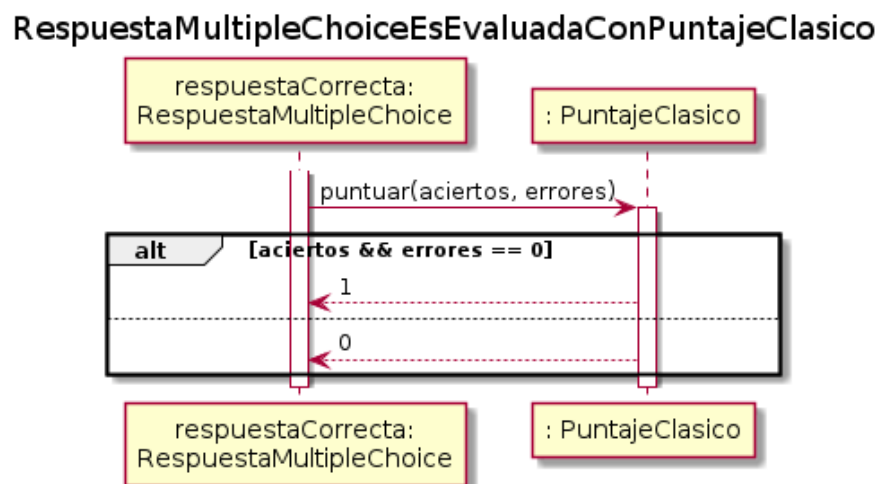 RespuestaMultipleChoiceEsEvaluadaConPuntajeClasico
respuestaCorrecta:
RespuestaMultipleChoice
: PuntajeClasico
puntuar(aciertos, errores)
alt
[aciertos && errores == 0]
1
0
respuestaCorrecta:
RespuestaMultipleChoice
: PuntajeClasico